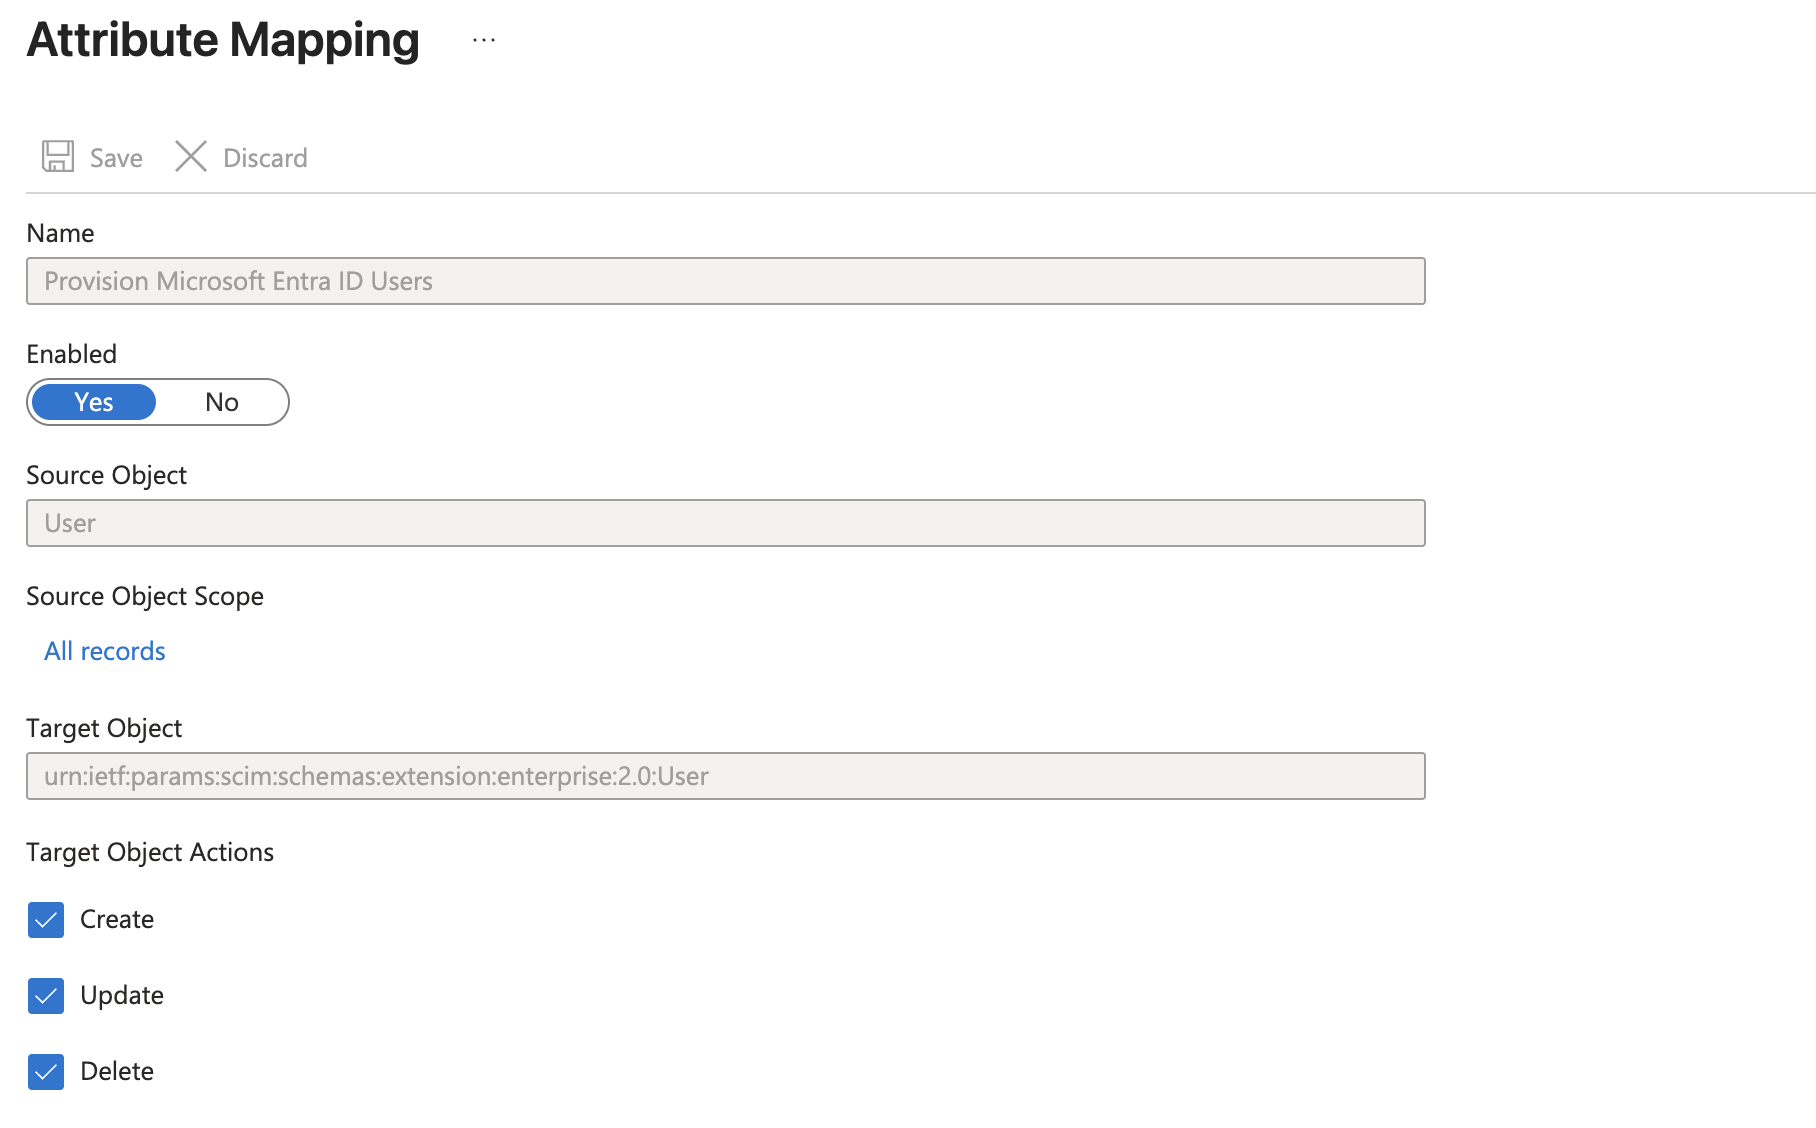 Attribute Mapping ...
Save Discard
Name
Provision Microsoft Entra ID Users
Enabled
Yes No
Source Object
User
Source Object Scope
All records
Target Object
urn:ietf:params:scim:schemas:extension:enterprise:2.0:User
Target Object Actions
Create
Update
Delete